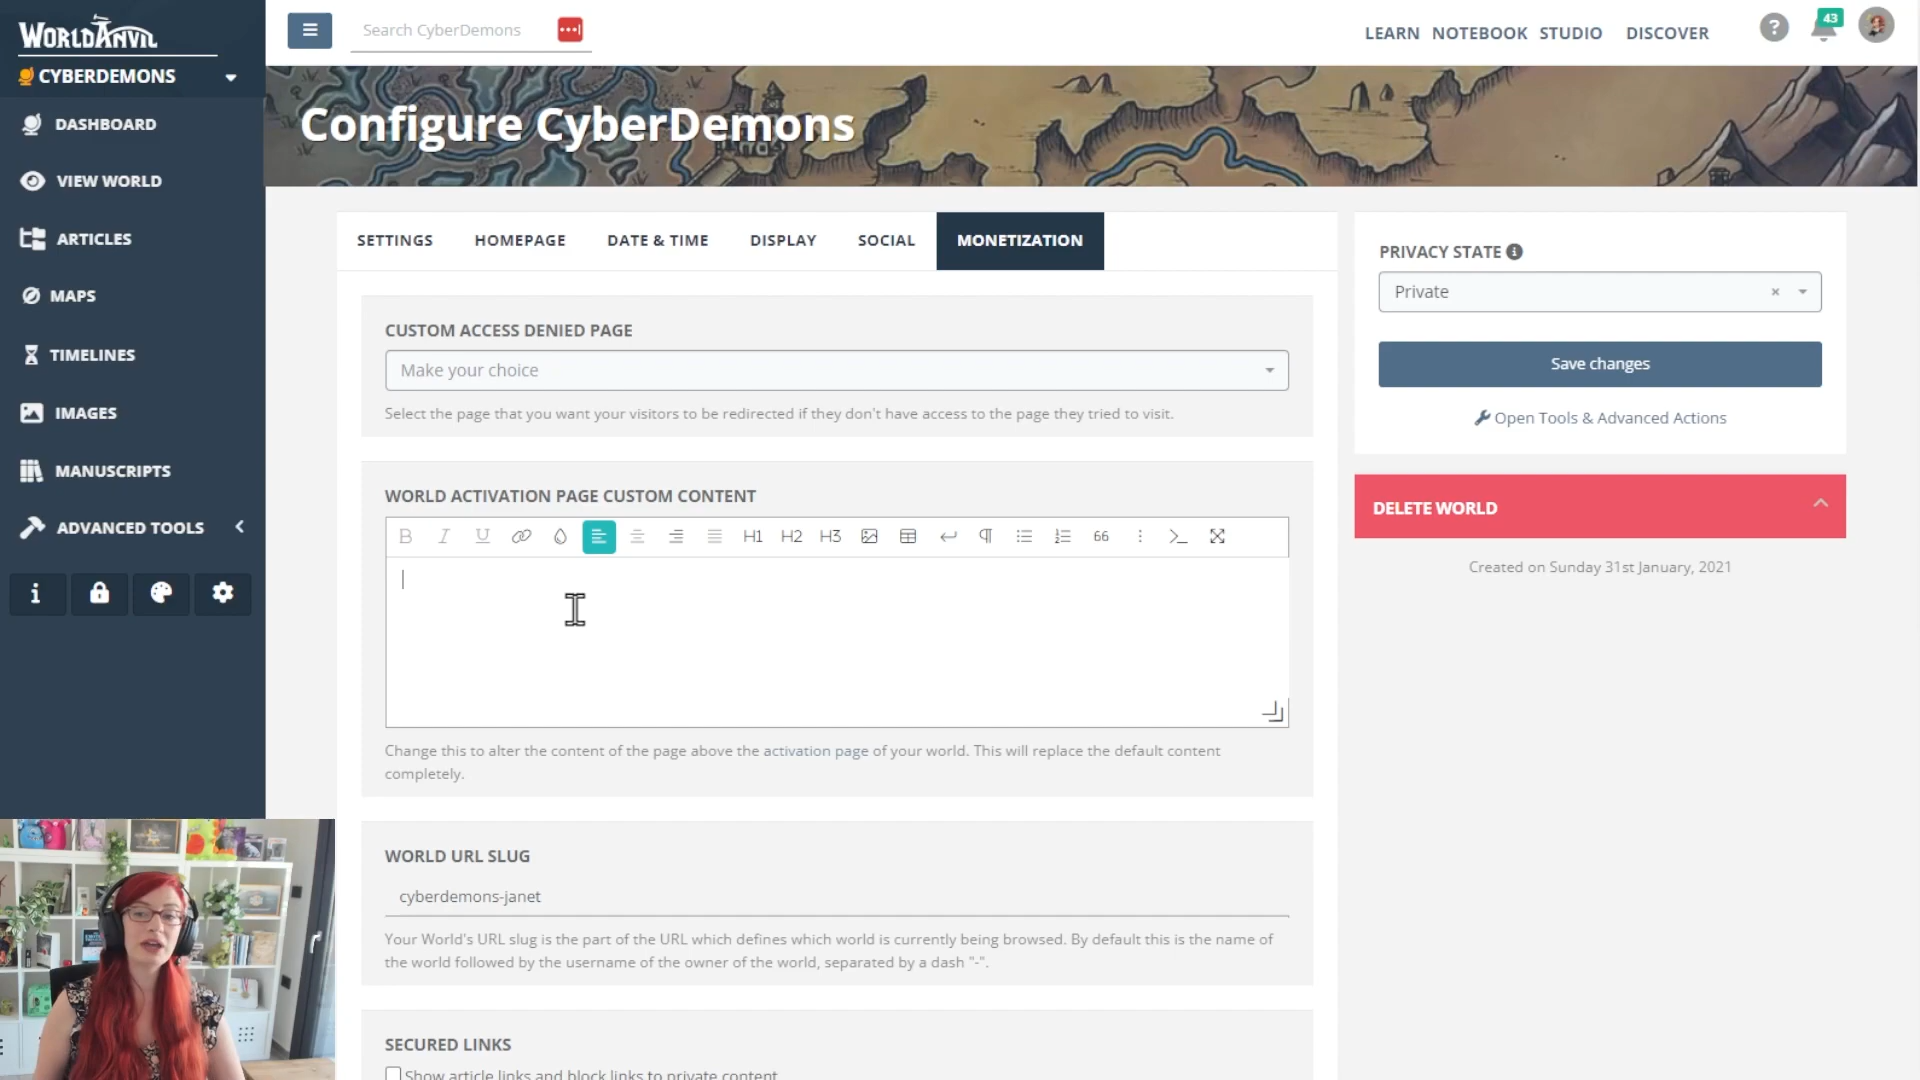 WORLDANVIL
CYBERDEMONS
DASHBOARD
VIEW WORLD
ARTICLES
MAPS
TIMELINES
IMAGES
MANUSCRIPTS
ADVANCED TOOLS
Search CyberDemons
LEARN NOTEBOOK STUDIO DISCOVER
?
43
Configure CyberDemons
SETTINGS HOMEPAGE DATE & TIME DISPLAY SOCIAL MONETIZATION
CUSTOM ACCESS DENIED PAGE
Make your choice
Select the page that you want your visitors to be redirected if they don't have access to the page they tried to visit.
WORLD ACTIVATION PAGE CUSTOM CONTENT
B I U H1 H2 H3 66
Change this to alter the content of the page above the activation page of your world. This will replace the default content
completely.
WORLD URL SLUG
cyberdemons-janet
Your World's URL slug is the part of the URL which defines which world is currently being browsed. By default this is the name of
the world followed by the username of the owner of the world, separated by a dash "-".
SECURED LINKS
Show article links and block links to private content
PRIVACY STATE
Private
Save changes
Open Tools & Advanced Actions
DELETE WORLD
Created on Sunday 31st January, 2021